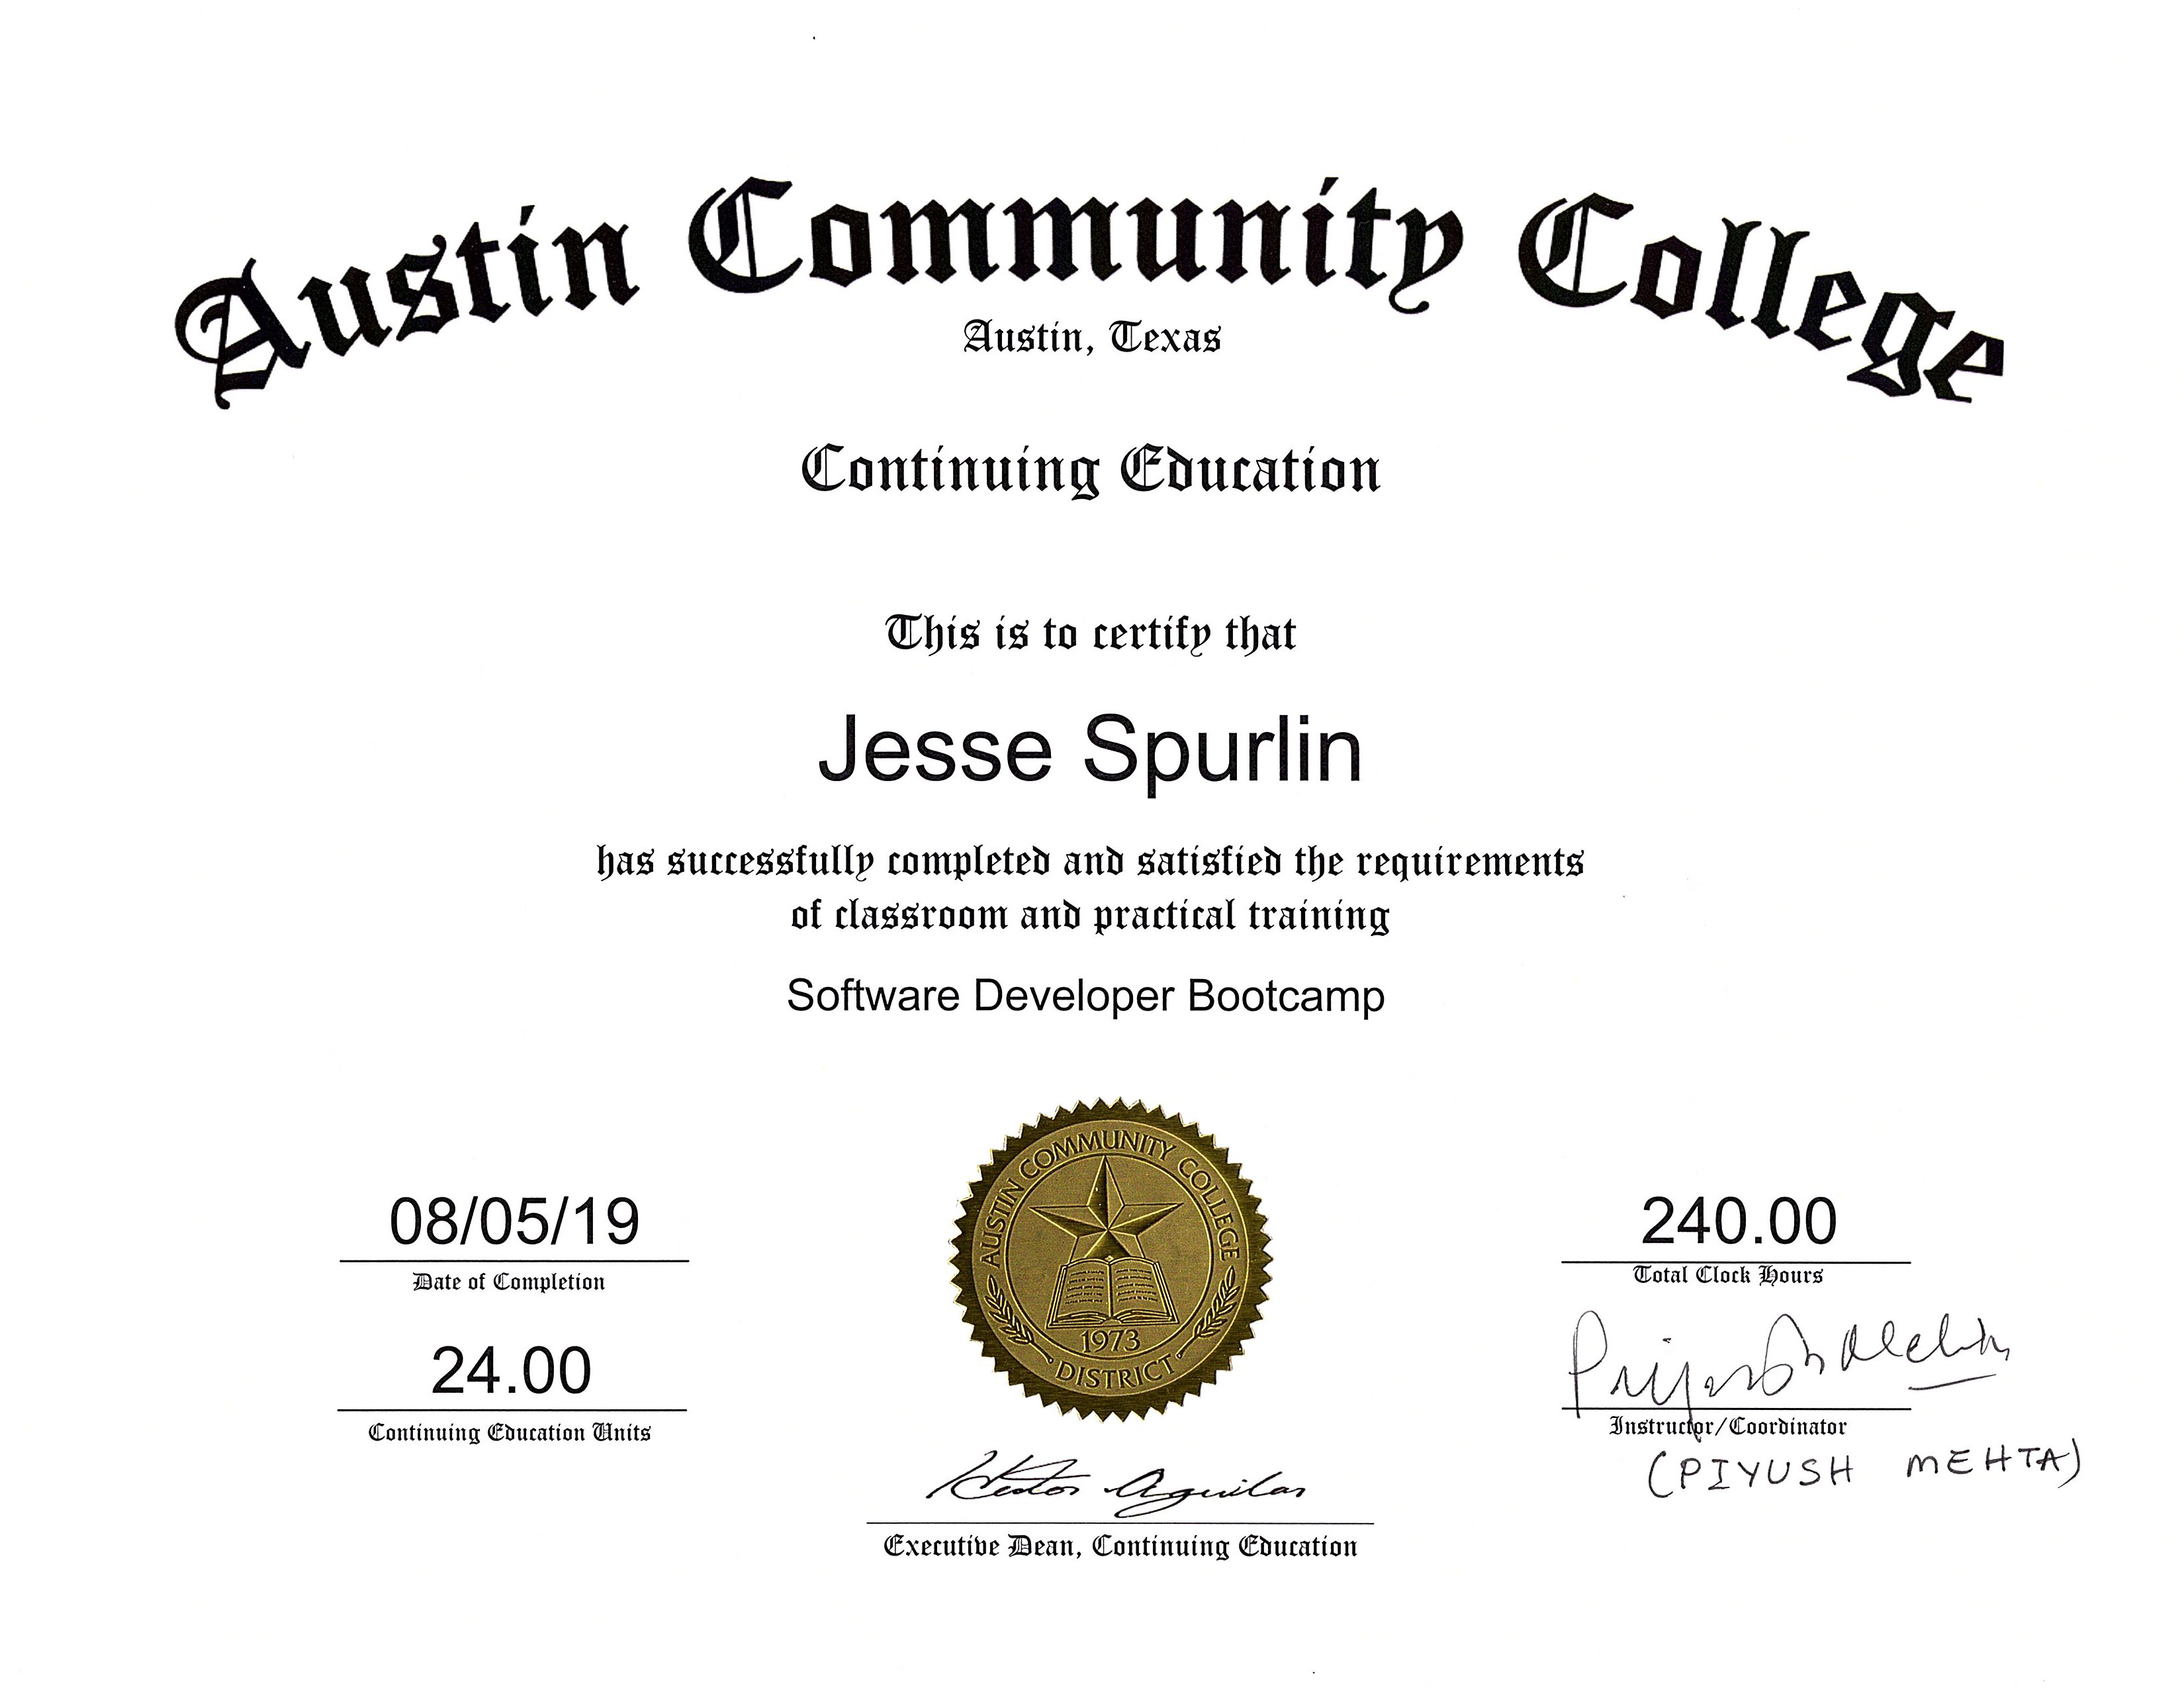 Austin Community College
Austin, Texas
Continuing Education
This is to certify that
Jesse Spurlin
has successfully completed and satisfied the requirements
of classroom and practical training
Software Developer Bootcamp
08/05/19
Date of Completion
24.00
Continuing Education Units
AUSTIN COMMUNITY COLLEGE
1973
DISTRICT
Hector Aguilar
Executive Dean, Continuing Education
240.00
Total Clock Hours
Piyush Mehta
Instructor/Coordinator
(PIYUSH MEHTA)